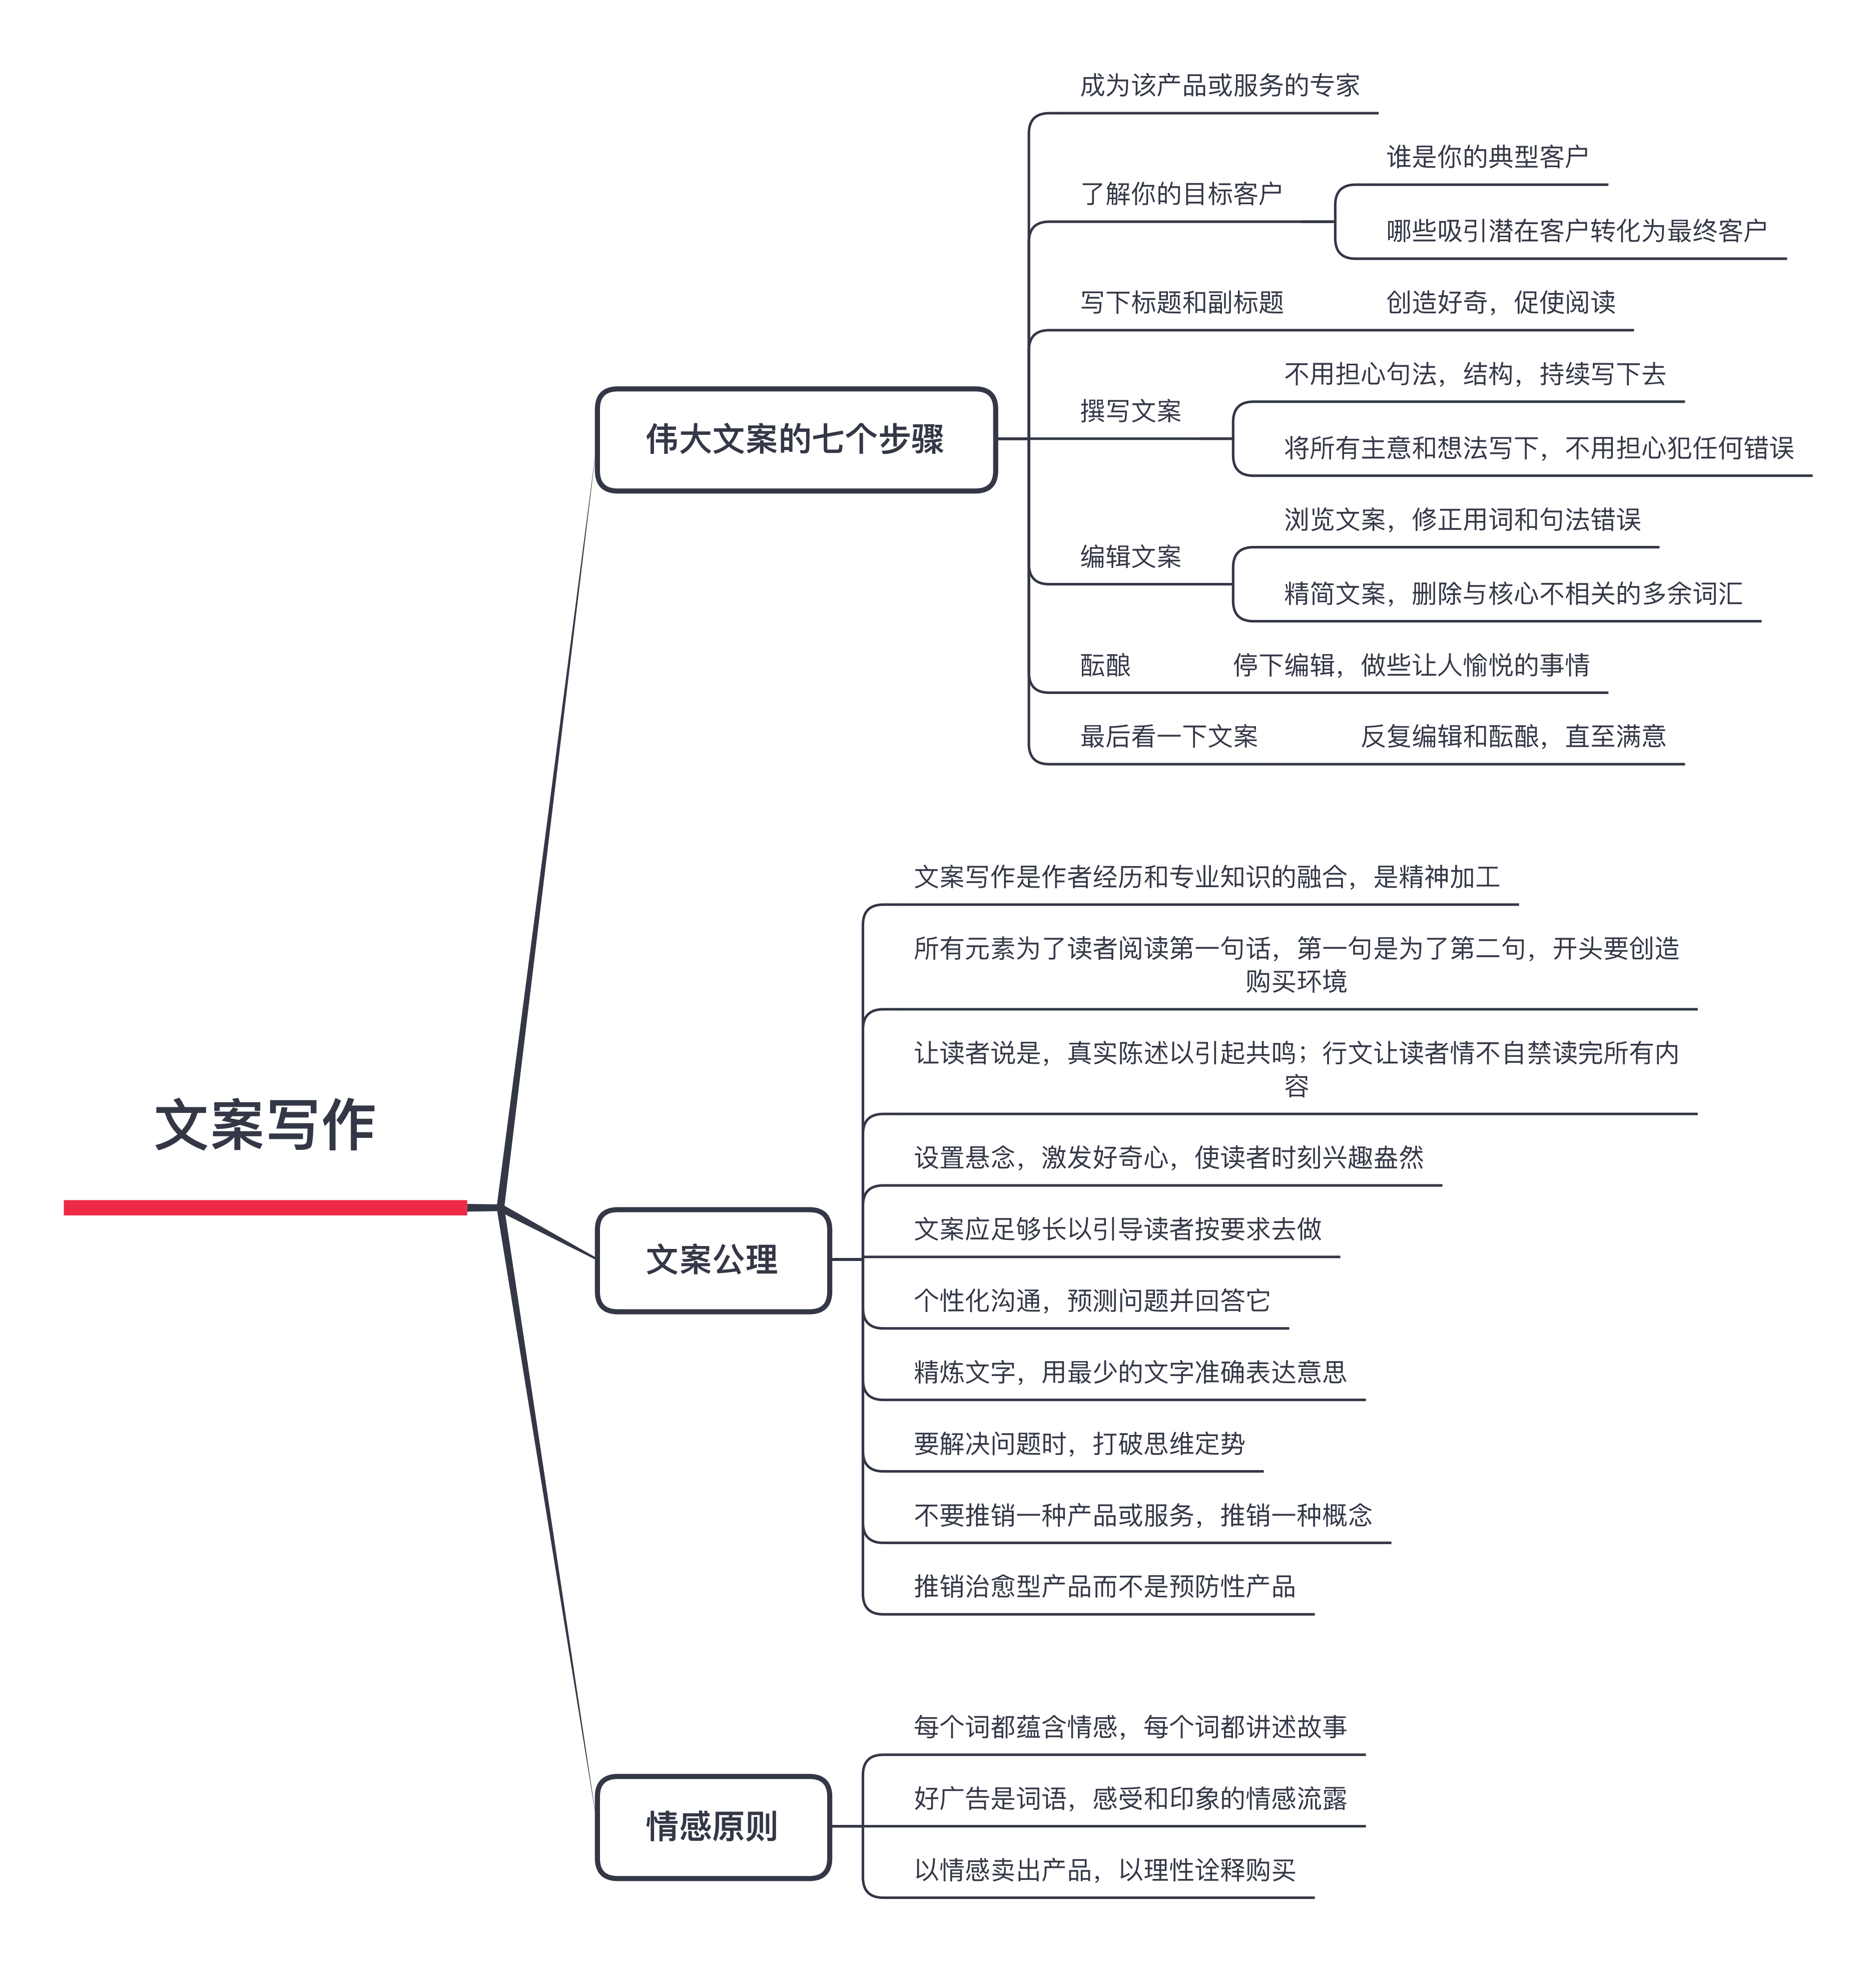 文案写作
伟大文案的七个步骤
成为该产品或服务的专家
了解你的目标客户
谁是你的典型客户
哪些吸引潜在客户转化为最终客户
写下标题和副标题
创造好奇，促使阅读
撰写文案
不用担心句法，结构，持续写下去
将所有主意和想法写下，不用担心犯任何错误
编辑文案
浏览文案，修正用词和句法错误
精简文案，删除与核心不相关的多余词汇
酝酿
停下编辑，做些让人愉悦的事情
最后看一下文案
反复编辑和酝酿，直至满意
文案公理
文案写作是作者经历和专业知识的融合，是精神加工
所有元素为了读者阅读第一句话，第一句是为了第二句，开头要创造
购买环境
让读者说是，真实陈述以引起共鸣；行文让读者情不自禁读完所有内
容
设置悬念，激发好奇心，使读者时刻兴趣盎然
文案应足够长以引导读者按要求去做
个性化沟通，预测问题并回答它
精炼文字，用最少的文字准确表达意思
要解决问题时，打破思维定势
不要推销一种产品或服务，推销一种概念
推销治愈型产品而不是预防性产品
情感原则
每个词都蕴含情感，每个词都讲述故事
好广告是词语，感受和印象的情感流露
以情感卖出产品，以理性诠释购买